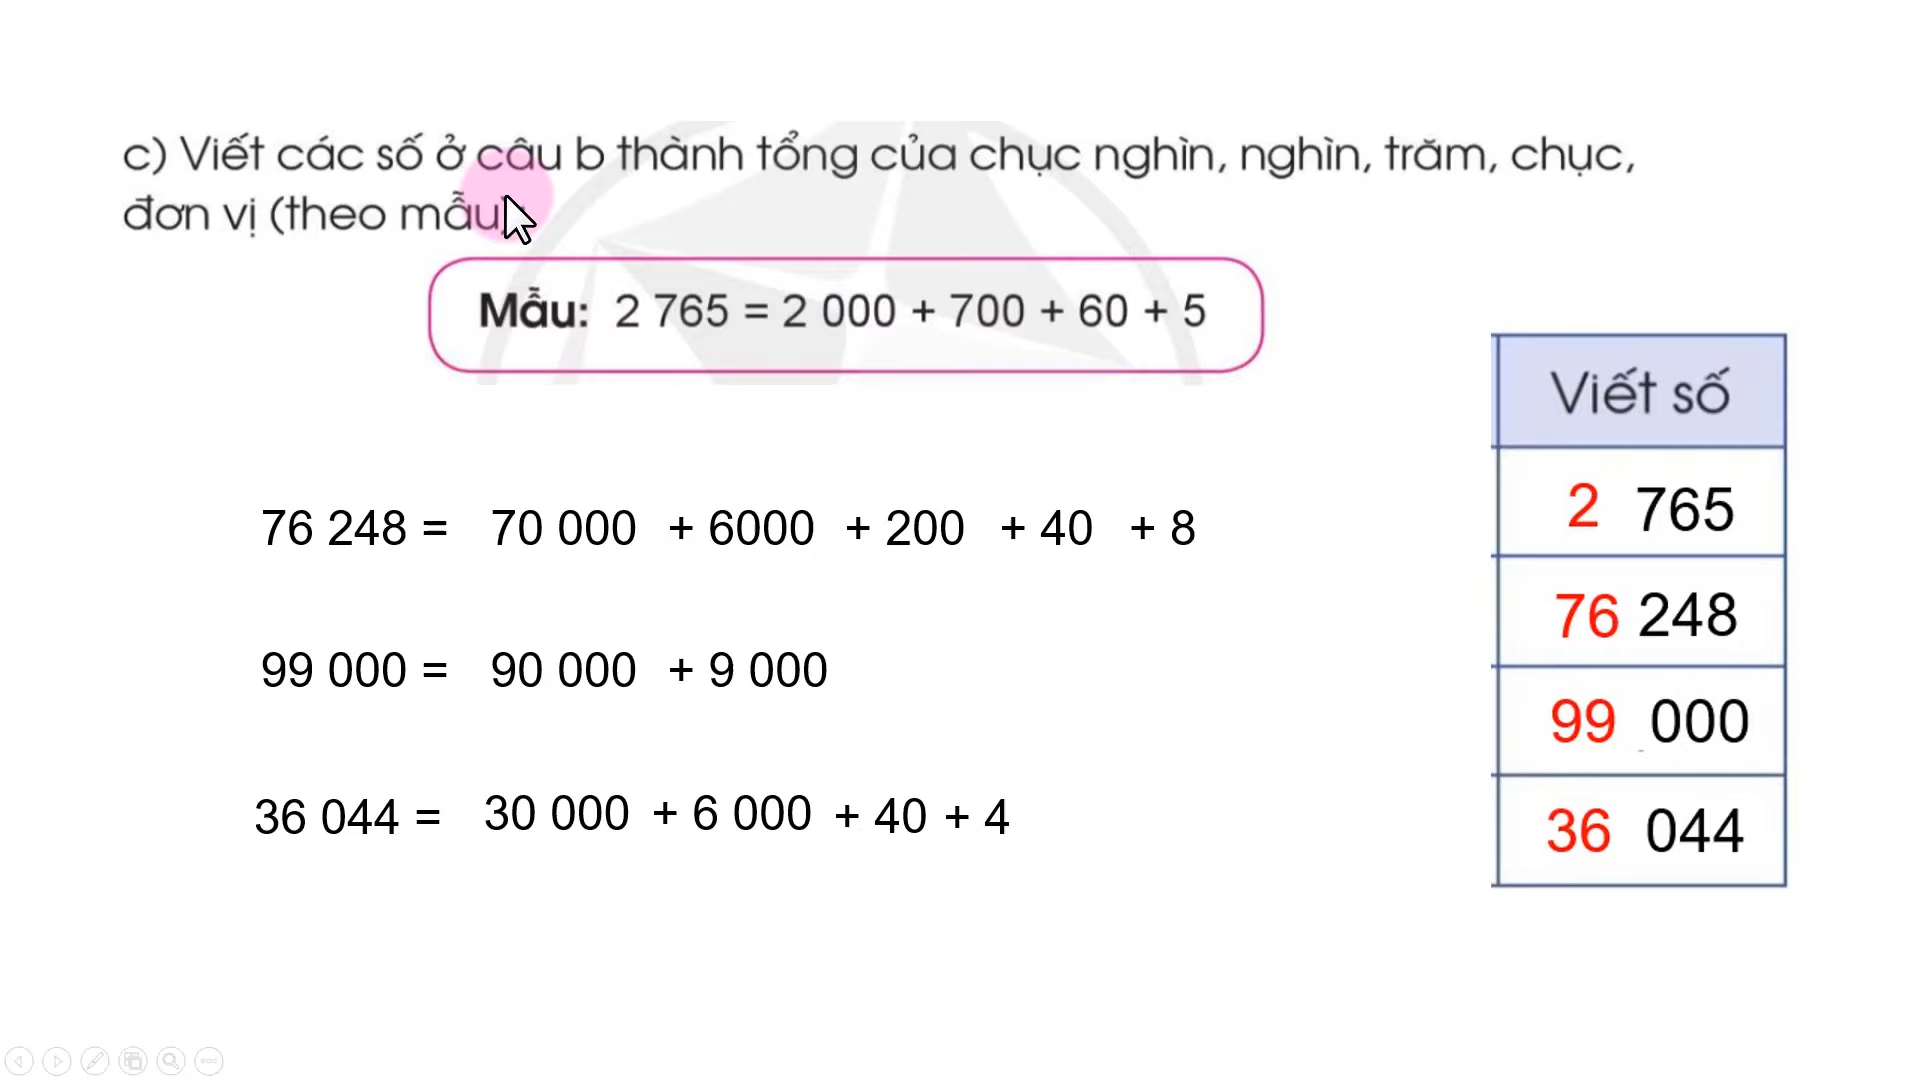 c) Viết các số ở câu b thành tổng của chục nghìn, nghìn, trăm, chục,
đơn vị (theo mẫu):
Mẫu: 2 765 = 2 000 + 700 + 60 + 5
Viết số
2 765
76 248 = 70 000 + 6000 + 200 + 40 + 8
76 248
99 000 = 90 000 + 9 000
99 000
36 044 = 30 000 + 6 000 + 40 + 4
36 044